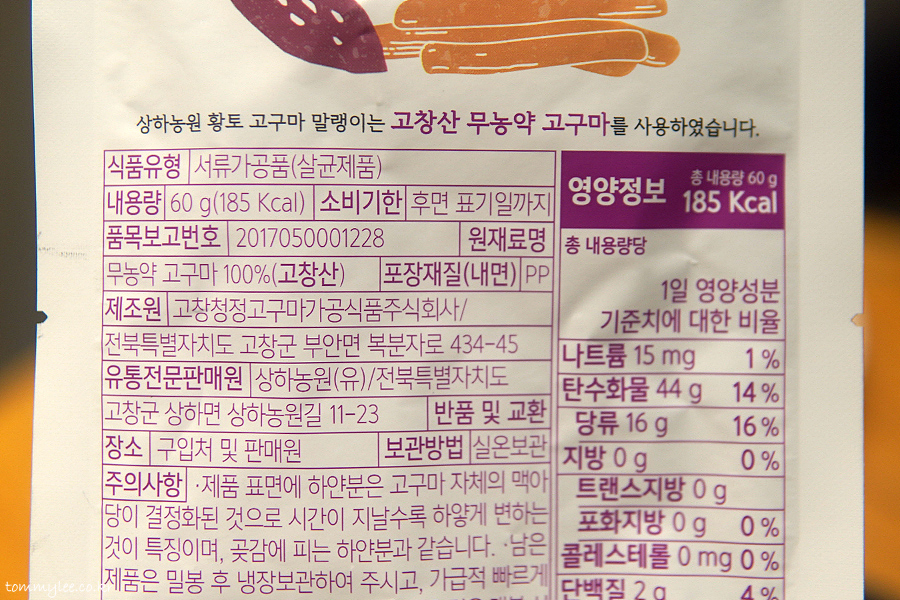 상하농원 황토 고구마 말랭이는 고창산 무농약 고구마를 사용하였습니다.
식품유형 서류가공품(살균제품)
내용량 60 g(185 Kcal) 소비기한 후면 표기일까지
품목보고번호 2017050001228 원재료명
무농약 고구마 100%(고창산) 포장재질(내면) PP
제조원 고창청정고구마가공식품주식회사/
전북특별자치도 고창군 부안면 복분자로 434-45
유통전문판매원 상하농원(유)/전북특별자치도
고창군 상하면 상하농원길 11-23 반품 및 교환
장소 구입처 및 판매원 보관방법 실온보관
주의사항 ·제품 표면에 하얀분은 고구마 자체의 맥아
당이 결정화된 것으로 시간이 지날수록 하얗게 변하는
것이 특징이며, 곶감에 피는 하얀분과 같습니다. ·남은
제품은 밀봉 후 냉장보관하여 주시고, 가급적 빠르게
영양정보 총 내용량 60 g
185 Kcal
총 내용량당
1일 영양성분
기준치에 대한 비율
나트륨 15 mg 1 %
탄수화물 44 g 14 %
당류 16 g 16 %
지방 0 g 0 %
트랜스지방 0 g
포화지방 0 g 0 %
콜레스테롤 0 mg 0 %
단백질 2 g 4 %